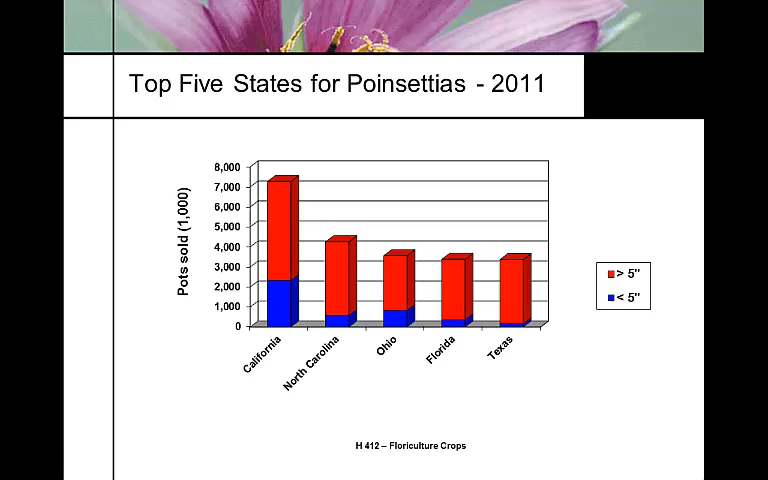 Top Five States for Poinsettias - 2011
Pots sold (1,000)
8,000
7,000
6,000
5,000
4,000
3,000
2,000
1,000
0
California
North Carolina
Ohio
Florida
Texas
> 5"
< 5"
H 412 – Floriculture Crops